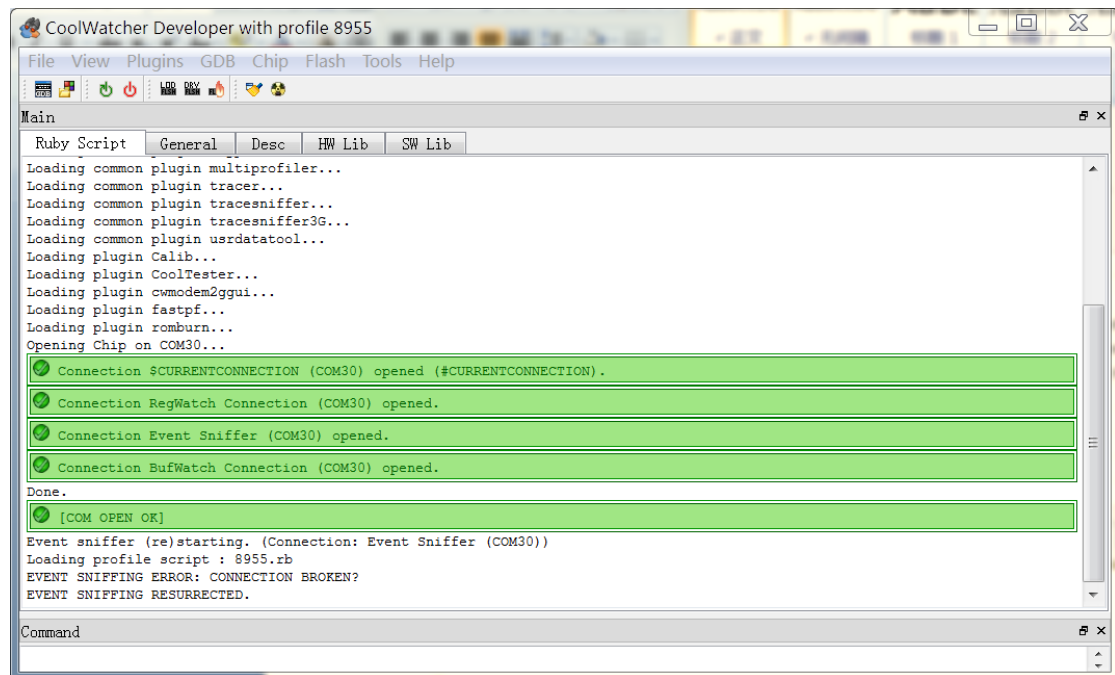 CoolWatcher Developer with profile 8955
File View Plugins GDB Chip Flash Tools Help
Main
Ruby Script General Desc HW Lib SW Lib
Loading common plugin multiprofiler...
Loading common plugin tracer...
Loading common plugin tracesniffer...
Loading common plugin tracesniffer3G...
Loading common plugin usrdatatool...
Loading plugin Calib...
Loading plugin CoolTester...
Loading plugin cwmodem2ggui...
Loading plugin fastpf...
Loading plugin romburn...
Opening Chip on COM30...
Connection $CURRENTCONNECTION (COM30) opened (#CURRENTCONNECTION).
Connection RegWatch Connection (COM30) opened.
Connection Event Sniffer (COM30) opened.
Connection BufWatch Connection (COM30) opened.
Done.
[COM OPEN OK]
Event sniffer (re)starting. (Connection: Event Sniffer (COM30))
Loading profile script : 8955.rb
EVENT SNIFFING ERROR: CONNECTION BROKEN?
EVENT SNIFFING RESURRECTED.
Command